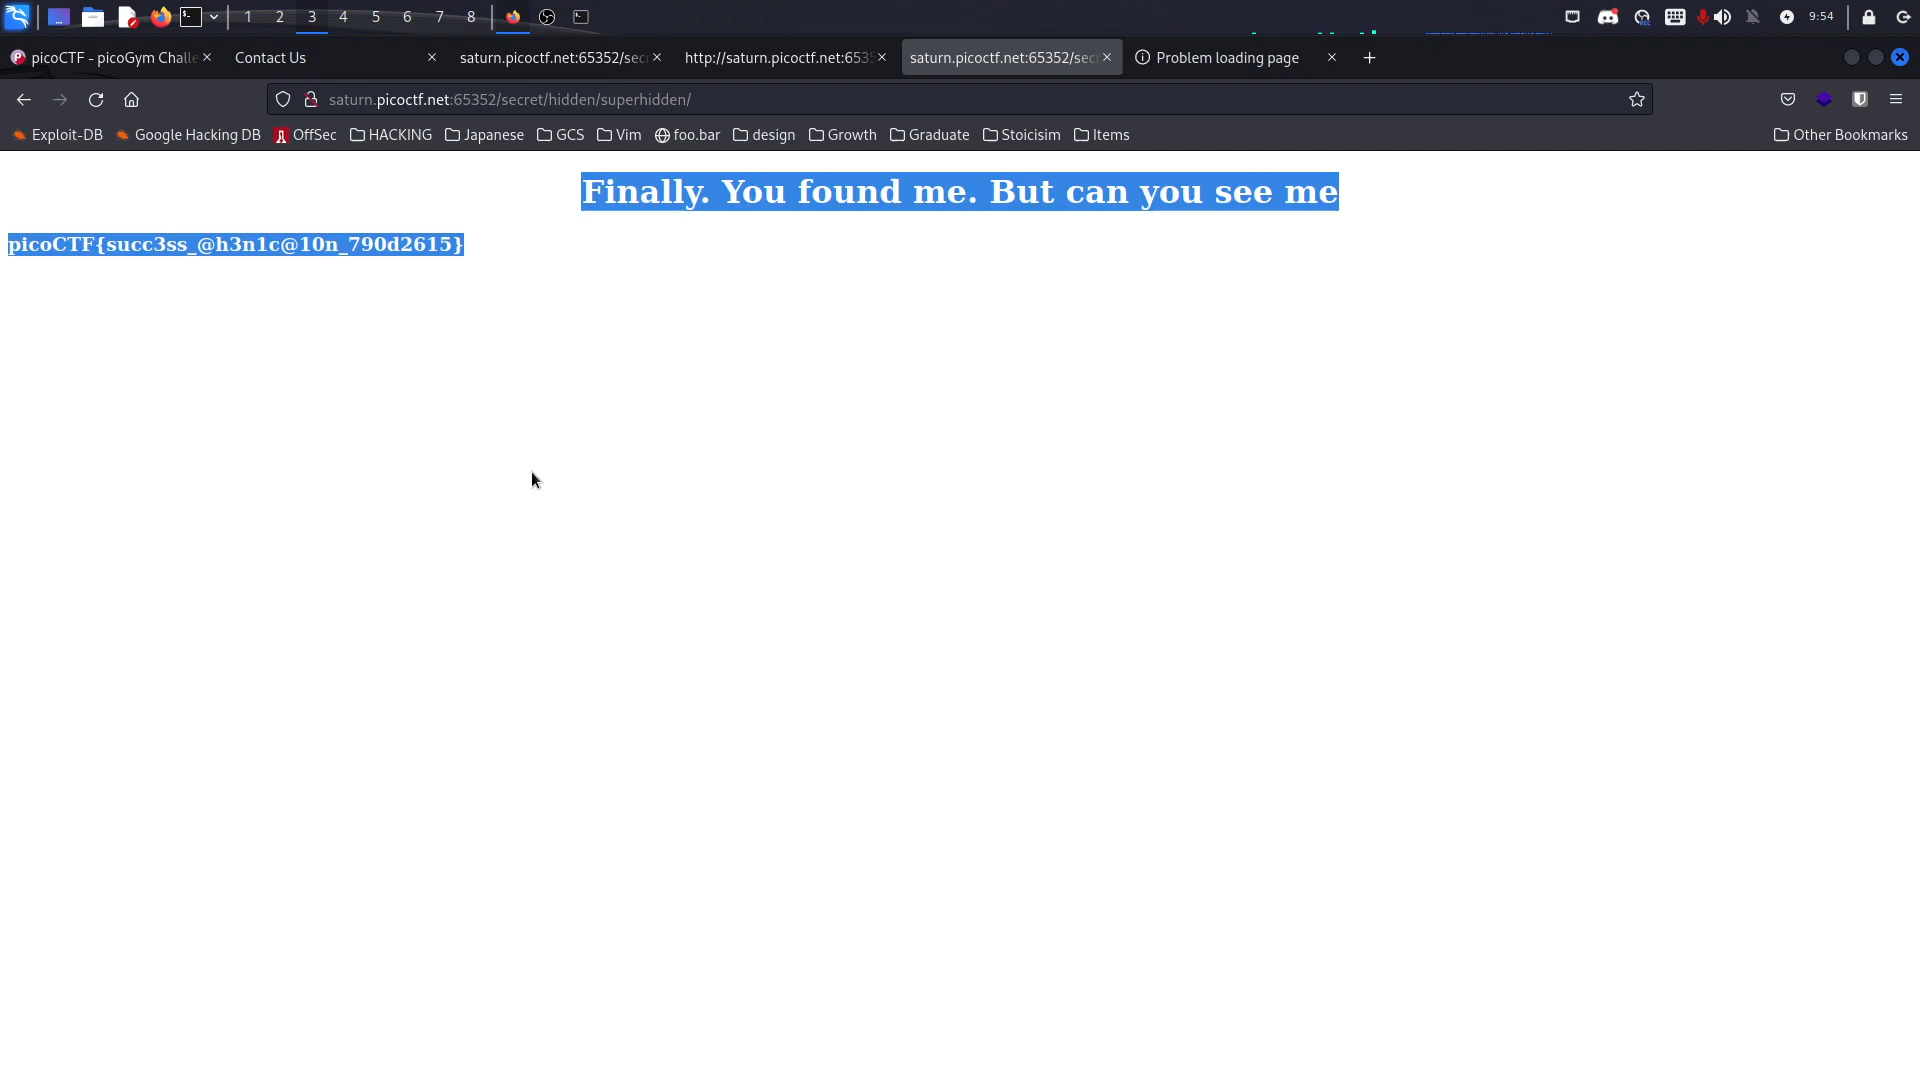 1 2 3 4 5 6 7 8 9:54
picoCTF - picoGym Challe Contact Us saturn.picoctf.net:65352/sec http://saturn.picoctf.net:653 saturn.picoctf.net:65352/sec Problem loading page
saturn.picoctf.net:65352/secret/hidden/superhidden/
Exploit-DB Google Hacking DB OffSec HACKING Japanese GCS Vim foo.bar design Growth Graduate Stoicisim Items Other Bookmarks
Finally. You found me. But can you see me
picoCTF{succ3ss_@h3n1c@10n_790d2615}